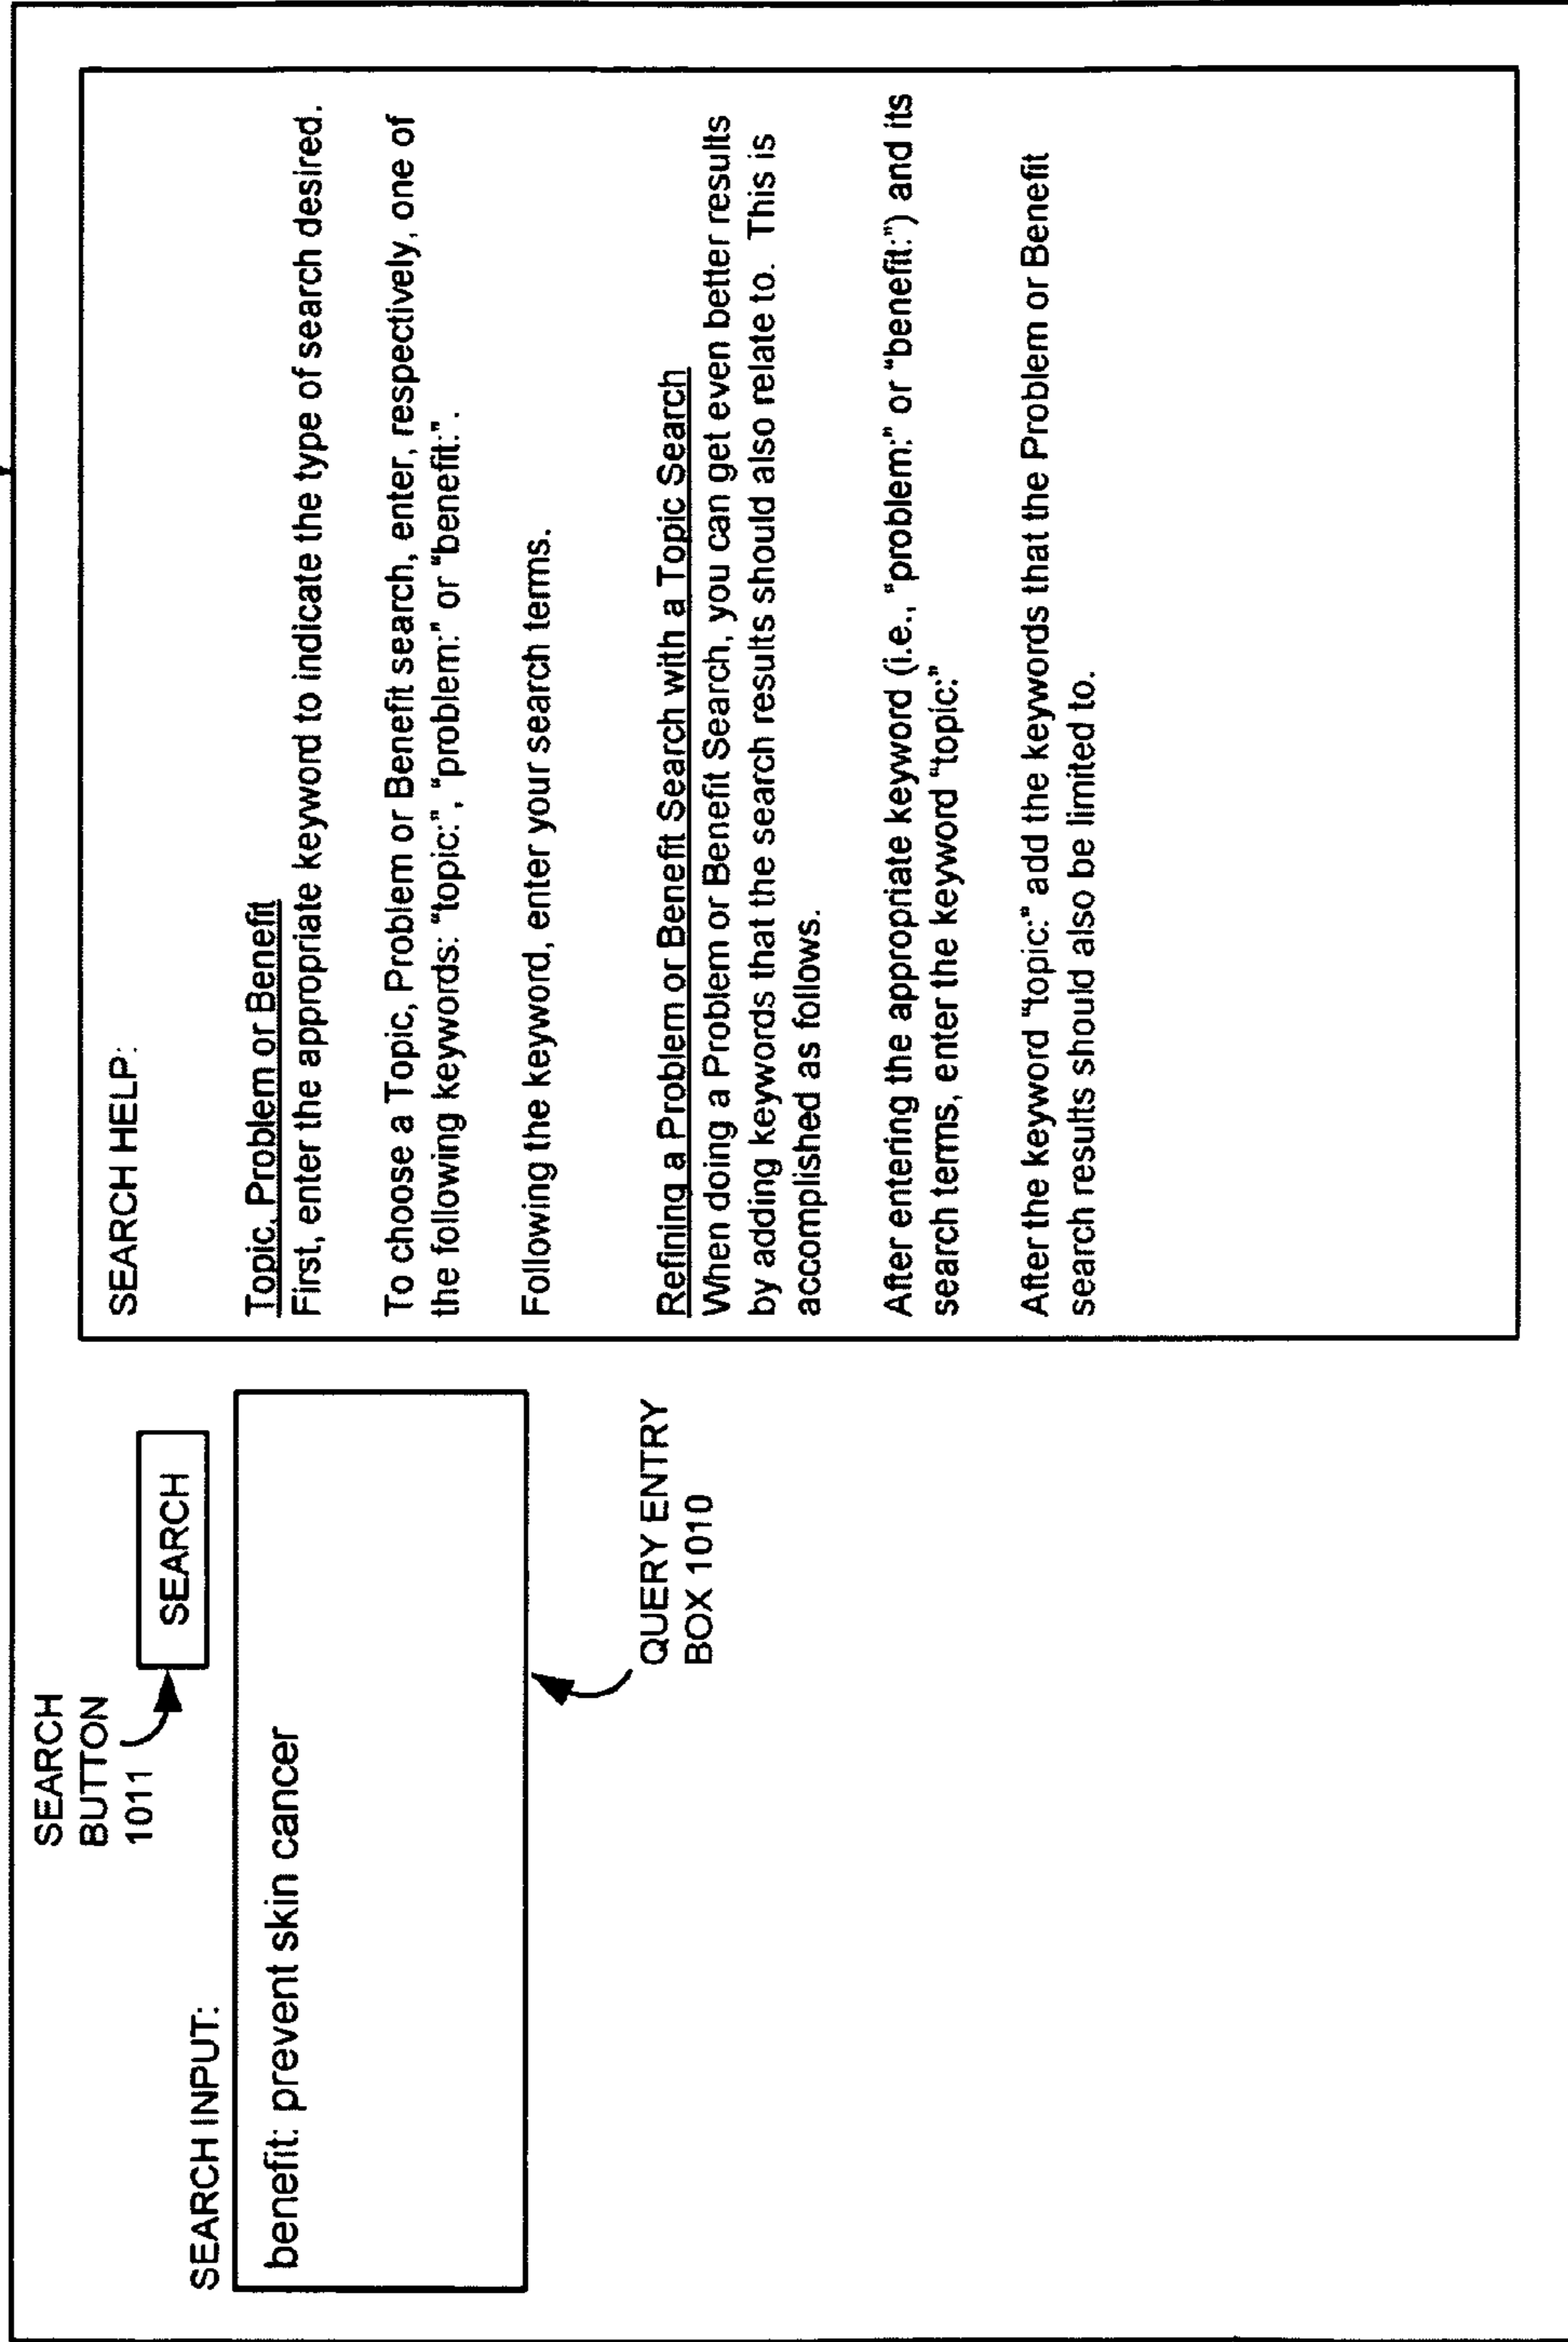 SEARCH
BUTTON
1011
SEARCH
SEARCH INPUT:
benefit: prevent skin cancer
QUERY ENTRY
BOX 1010
SEARCH HELP:
Topic, Problem or Benefit
First, enter the appropriate keyword to indicate the type of search desired.
To choose a Topic, Problem or Benefit search, enter, respectively, one of
the following keywords: "topic:", "problem:" or "benefit:".
Following the keyword, enter your search terms.
Refining a Problem or Benefit Search with a Topic Search
When doing a Problem or Benefit Search, you can get even better results
by adding keywords that the search results should also relate to. This is
accomplished as follows.
After entering the appropriate keyword (i.e., "problem:" or "benefit:") and its
search terms, enter the keyword "topic:"
After the keyword "topic:" add the keywords that the Problem or Benefit
search results should also be limited to.